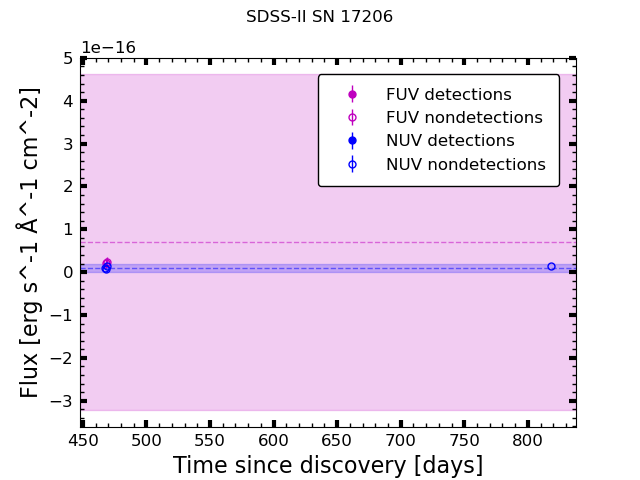 SDSS-II SN 17206
1e−16
5
4
3
2
1
0
−1
−2
−3
Flux [erg s^-1 Å^-1 cm^-2]
FUV detections
FUV nondetections
NUV detections
NUV nondetections
450 500 550 600 650 700 750 800
Time since discovery [days]